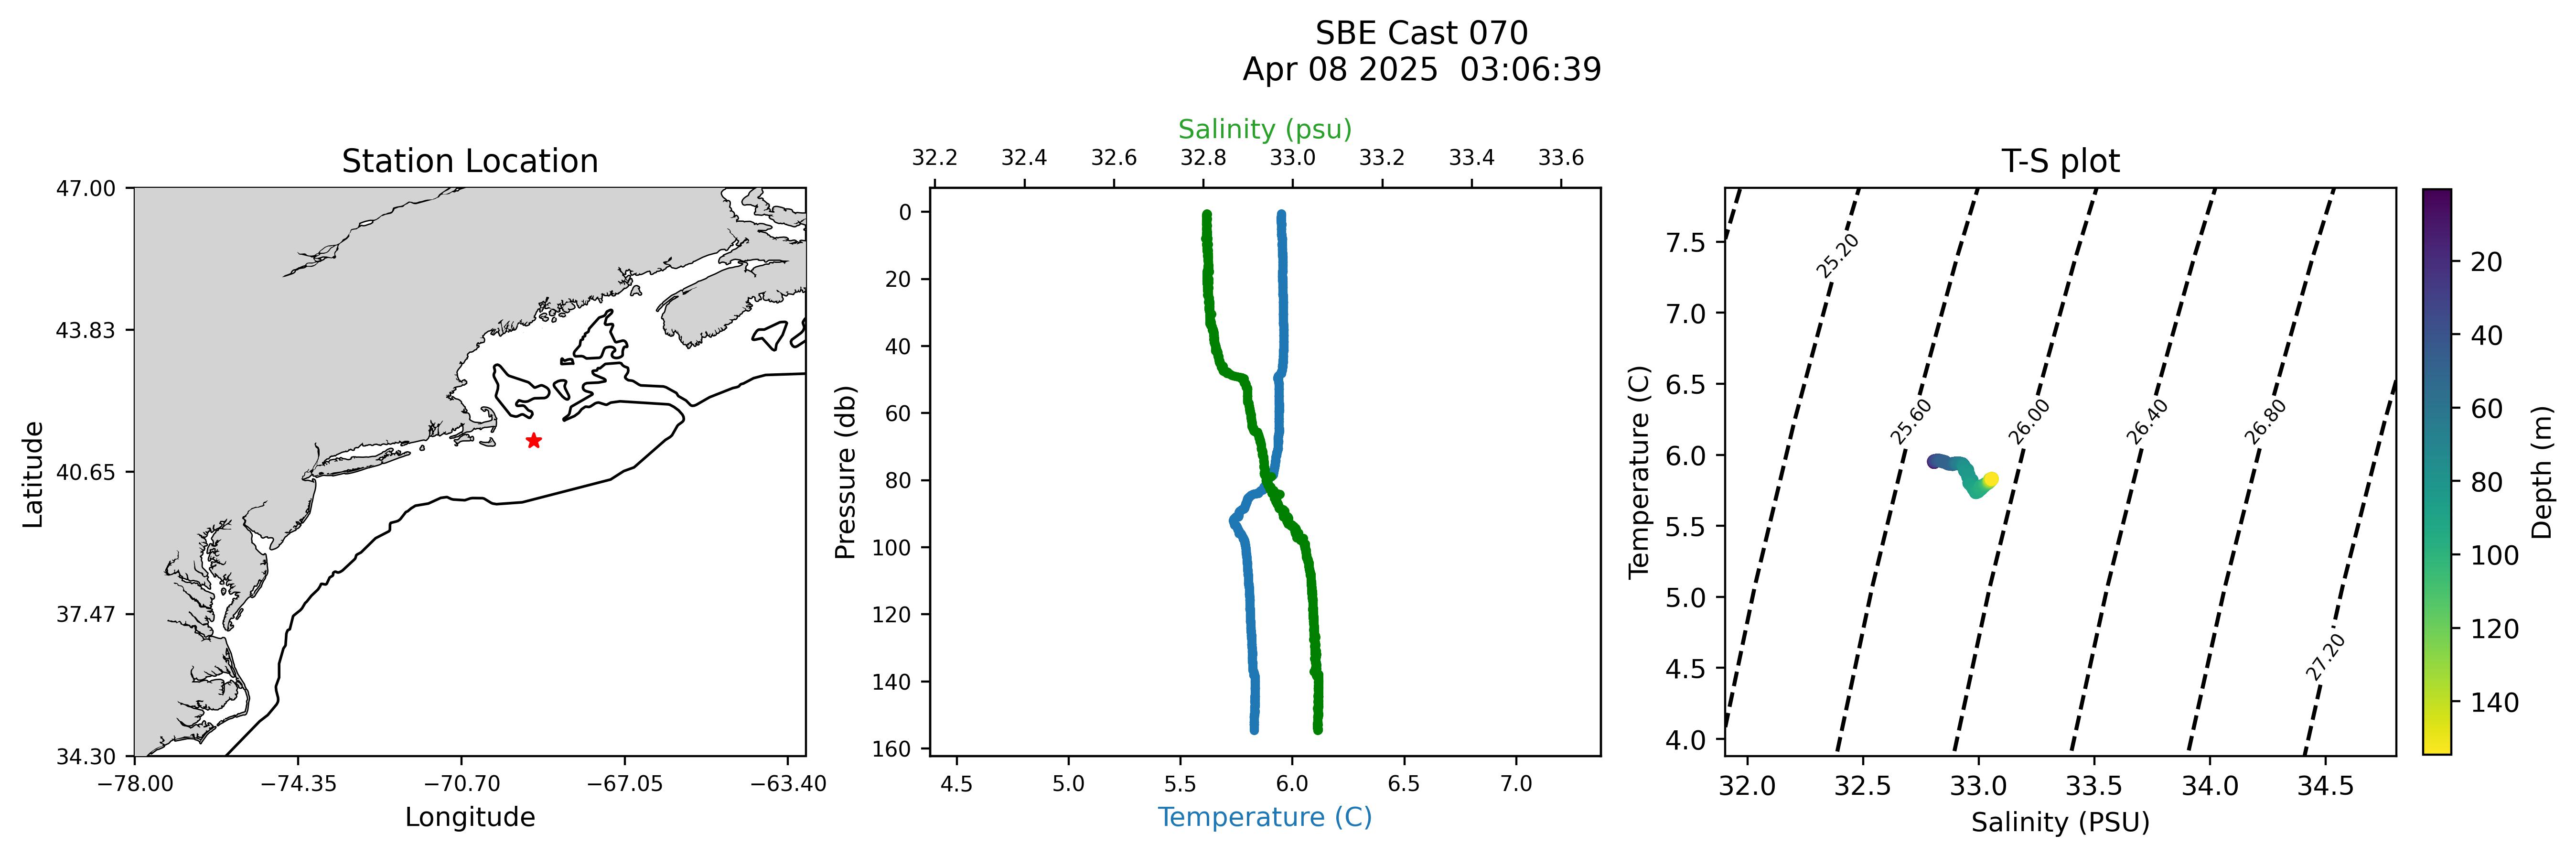 SBE Cast 070
Apr 08 2025  03:06:39
Station Location
47.00
43.83
40.65
37.47
34.30
Latitude
−78.00 −74.35 −70.70 −67.05 −63.40
Longitude
Salinity (psu)
32.2 32.4 32.6 32.8 33.0 33.2 33.4 33.6
0
20
40
60
80
100
120
140
160
Pressure (db)
4.5 5.0 5.5 6.0 6.5 7.0
Temperature (C)
T-S plot
7.5
7.0
6.5
6.0
5.5
5.0
4.5
4.0
Temperature (C)
25.20
25.60
26.00
26.40
26.80
27.20
32.0 32.5 33.0 33.5 34.0 34.5
Salinity (PSU)
20
40
60
80
100
120
140
Depth (m)